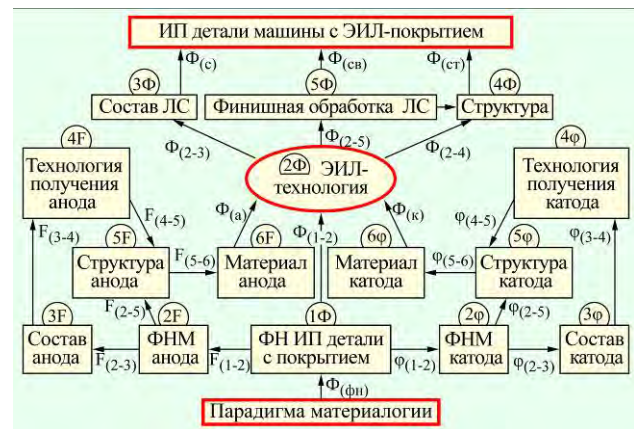 ИП детали машины с ЭИЛ-покрытием
Ф(с)
Ф(св)
Ф(ст)
3Ф
5Ф
4Ф
Состав ЛС
Финишная обработка ЛС
Структура
4F
Ф(2-3)
Ф(2-5)
Ф(2-4)
4φ
Технология
получения
анода
2Ф ЭИЛ-
технология
Технология
получения
катода
F(3-4)
F(4-5)
Ф(а)
Ф(1-2)
Ф(к)
φ(4-5)
φ(3-4)
5F
F(5-6)
6F
6φ
φ(5-6)
5φ
Структура
анода
Материал
анода
Материал
катода
Структура
катода
3F
F(2-5)
2F
1Ф
2φ
φ(2-5)
3φ
Состав
анода
ФНМ
анода
ФН ИП детали
с покрытием
ФНМ
катода
Состав
катода
F(2-3)
F(1-2)
φ(1-2)
φ(2-3)
Ф(фн)
Парадигма материалогии